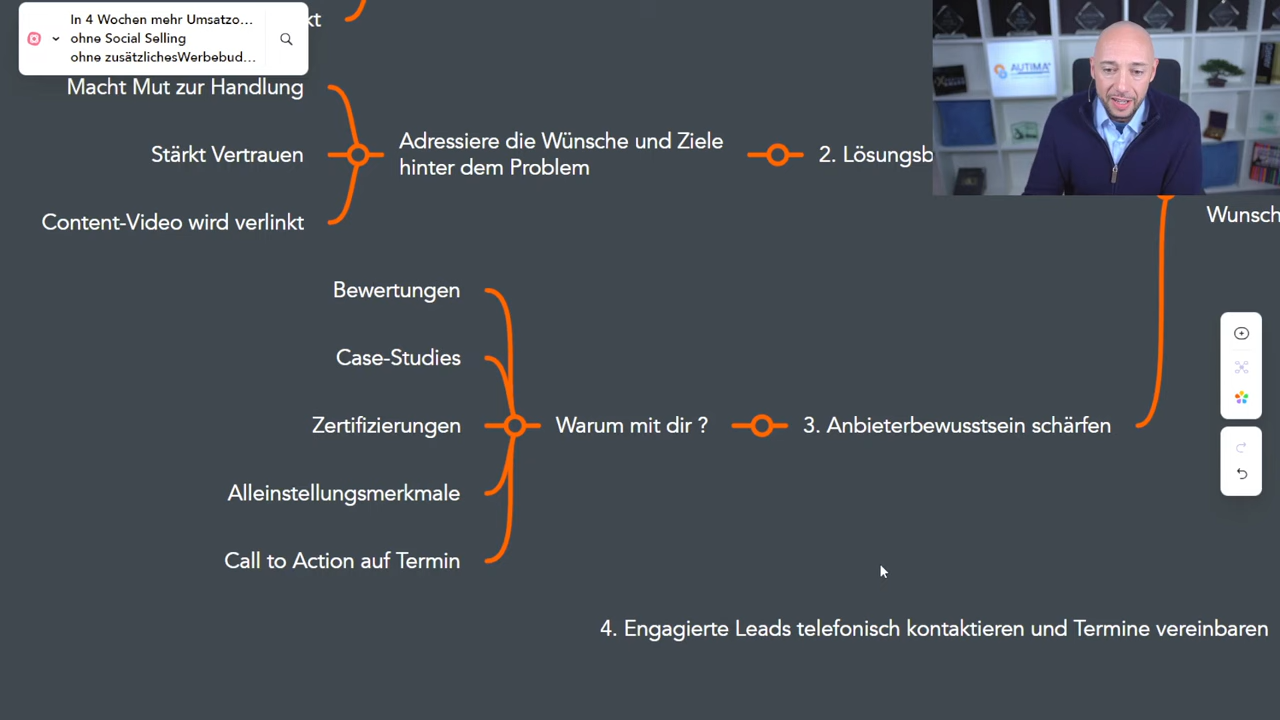 In 4 Wochen mehr Umsatzo...
ohne Social Selling
ohne zusätzlichesWerbebud...
kt
AUTIMA
Macht Mut zur Handlung
Stärkt Vertrauen
Content-Video wird verlinkt
Adressiere die Wünsche und Ziele
hinter dem Problem
2. Lösungsb
Wunsch
Bewertungen
Case-Studies
Zertifizierungen
Alleinstellungsmerkmale
Call to Action auf Termin
Warum mit dir ?
3. Anbieterbewusstsein schärfen
4. Engagierte Leads telefonisch kontaktieren und Termine vereinbaren